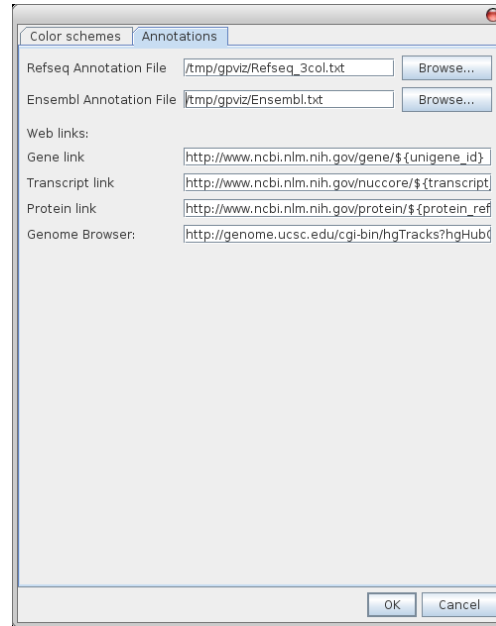 Color schemes Annotations
Refseq Annotation File /tmp/gpviz/Refseq_3col.txt Browse...
Ensembl Annotation File /tmp/gpviz/Ensembl.txt Browse...
Web links:
Gene link http://www.ncbi.nlm.nih.gov/gene/${unigene_id}
Transcript link http://www.ncbi.nlm.nih.gov/nuccore/${transcript
Protein link http://www.ncbi.nlm.nih.gov/protein/${protein_ref
Genome Browser: http://genome.ucsc.edu/cgi-bin/hgTracks?hgHub
OK Cancel